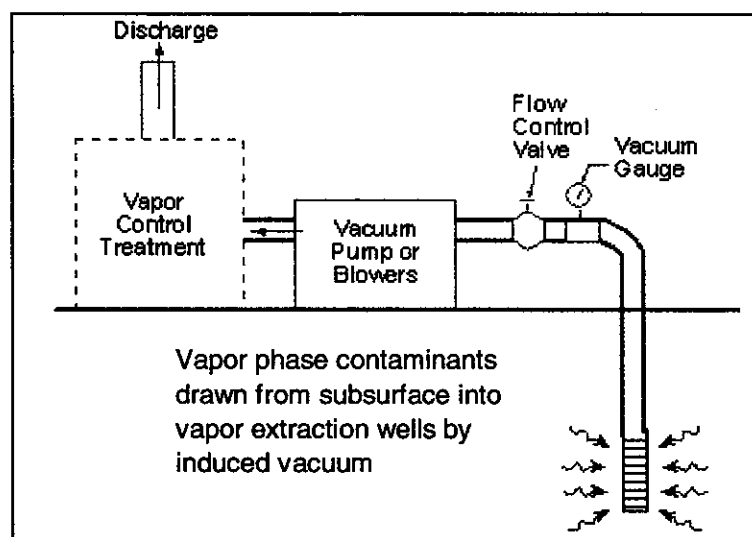 Discharge
Flow
Control
Valve
Vacuum
Gauge
Vapor
Control
Treatment
Vacuum
Pump or
Blowers
Vapor phase contaminants
drawn from subsurface into
vapor extraction wells by
induced vacuum